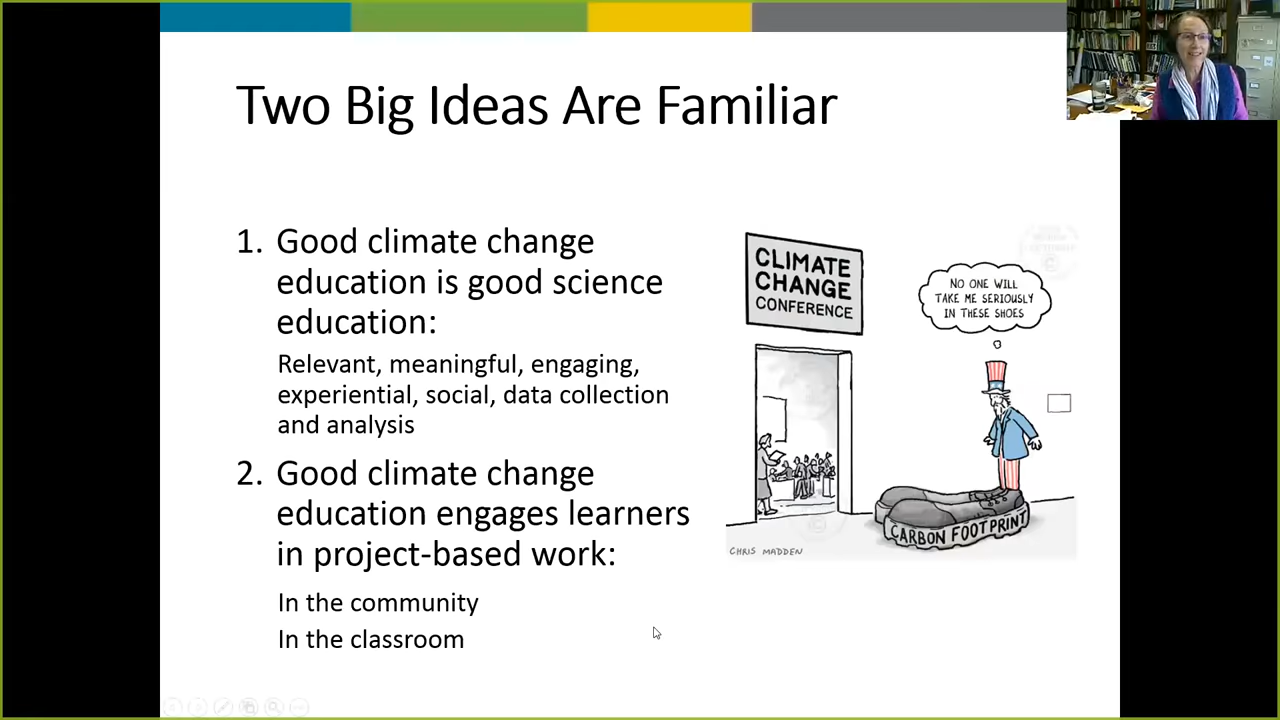 Two Big Ideas Are Familiar
1. Good climate change
education is good science
education:
Relevant, meaningful, engaging,
experiential, social, data collection
and analysis
2. Good climate change
education engages learners
in project-based work:
In the community
In the classroom
CLIMATE
CHANGE
CONFERENCE
NO ONE WILL
TAKE ME SERIOUSLY
IN THESE SHOES
CARBON FOOTPRINT
CHRIS MADDEN